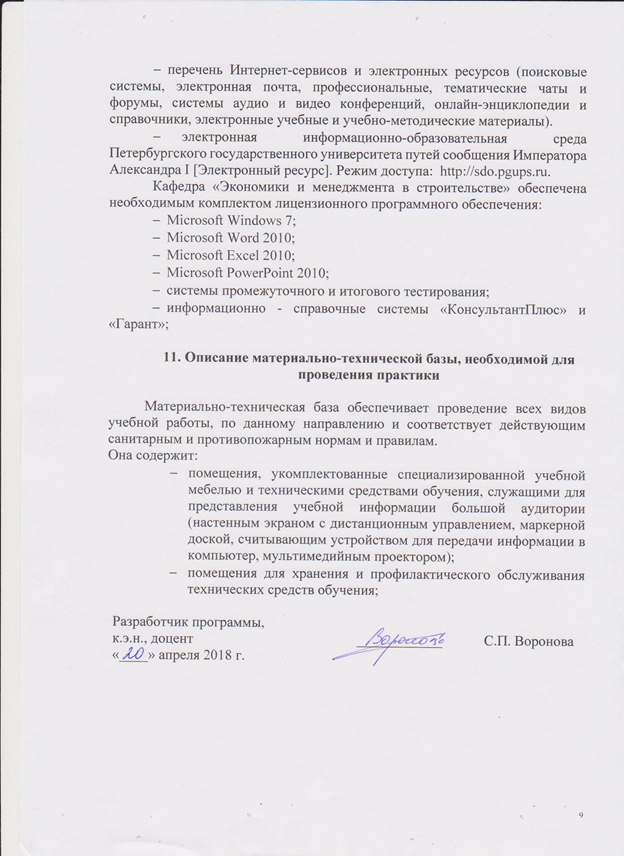 – перечень Интернет-сервисов и электронных ресурсов (поисковые
системы, электронная почта, профессиональные, тематические чаты и
форумы, системы аудио и видео конференций, онлайн-энциклопедии и
справочники, электронные учебные и учебно-методические материалы).
– электронная информационно-образовательная среда
Петербургского государственного университета путей сообщения Императора
Александра I [Электронный ресурс]. Режим доступа: http://sdo.pgups.ru.
Кафедра «Экономики и менеджмента в строительстве» обеспечена
необходимым комплектом лицензионного программного обеспечения:
– Microsoft Windows 7;
– Microsoft Word 2010;
– Microsoft Excel 2010;
– Microsoft PowerPoint 2010;
– системы промежуточного и итогового тестирования;
– информационно - справочные системы «КонсультантПлюс» и
«Гарант»;
11. Описание материально-технической базы, необходимой для
проведения практики
Материально-техническая база обеспечивает проведение всех видов
учебной работы, по данному направлению и соответствует действующим
санитарным и противопожарным нормам и правилам.
Она содержит:
– помещения, укомплектованные специализированной учебной
мебелью и техническими средствами обучения, служащими для
представления учебной информации большой аудитории
(настенным экраном с дистанционным управлением, маркерной
доской, считывающим устройством для передачи информации в
компьютер, мультимедийным проектором);
– помещения для хранения и профилактического обслуживания
технических средств обучения;
Разработчик программы,
к.э.н., доцент С.П. Воронова
«20» апреля 2018 г.
9